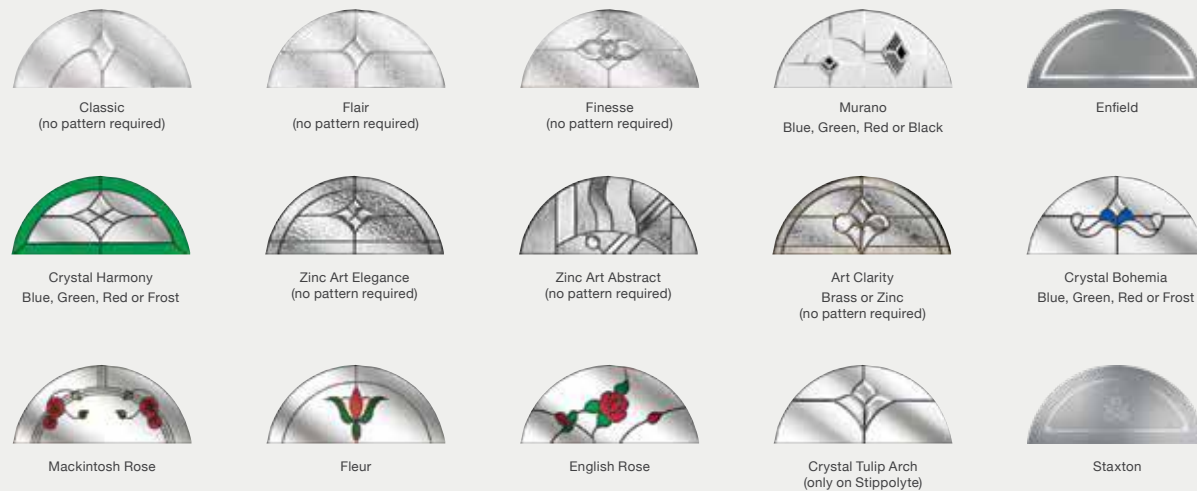 Classic
(no pattern required)
Flair
(no pattern required)
Finesse
(no pattern required)
Murano
Blue, Green, Red or Black
Enfield
Crystal Harmony
Blue, Green, Red or Frost
Zinc Art Elegance
(no pattern required)
Zinc Art Abstract
(no pattern required)
Art Clarity
Brass or Zinc
(no pattern required)
Crystal Bohemia
Blue, Green, Red or Frost
Mackintosh Rose
Fleur
English Rose
Crystal Tulip Arch
(only on Stippolyte)
Staxton